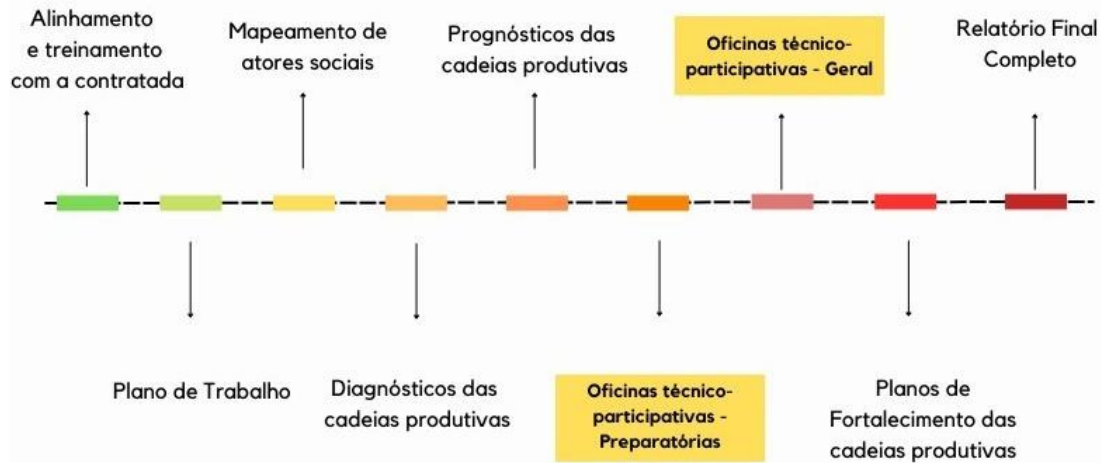 Alinhamento
e treinamento
com a contratada
Mapeamento de
atores sociais
Prognósticos das
cadeias produtivas
Oficinas técnico-
participativas - Geral
Relatório Final
Completo
Plano de Trabalho
Diagnósticos das
cadeias produtivas
Oficinas técnico-
participativas -
Preparatórias
Planos de
Fortalecimento das
cadeias produtivas